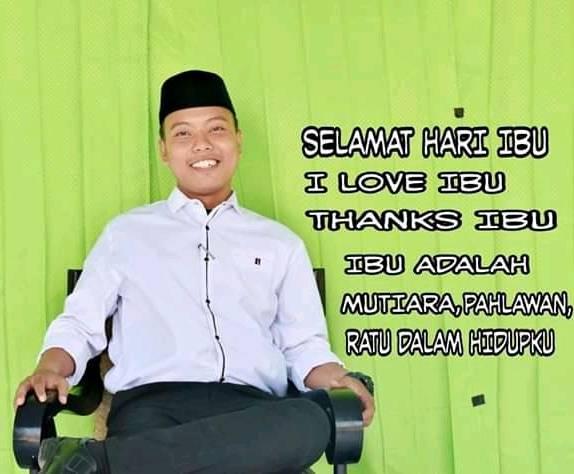 SELAMAT HARI IBU
I LOVE IBU
THANKS IBU
IBU ADALAH
MUTIARA, PAHLAWAN,
RATU DALAM HIDUPKU